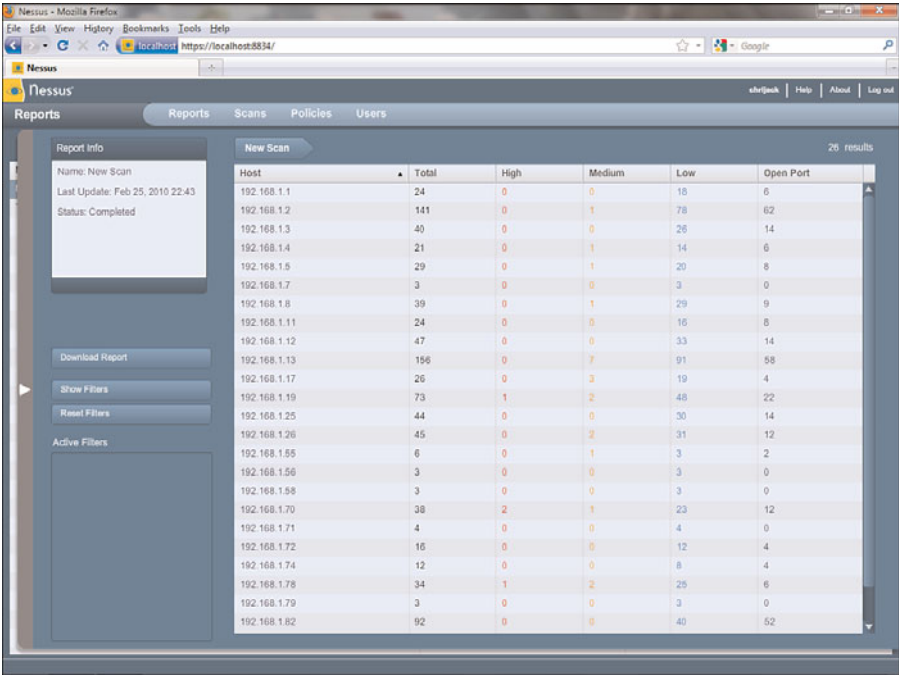 Nessus - Mozilla Firefox
File Edit View History Bookmarks Tools Help
localhost https://localhost:8834/
Google
Nessus
nessus
Help About Log out
Reports
Reports Scans Policies Users
Report Info
Name: New Scan
Last Update: Feb 25, 2010 22:43
Status: Completed
Download Report
Show Filters
Reset Filters
Active Filters
New Scan 26 results
Host Total High Medium Low Open Port
192.168.1.1 24 0 0 18 6
192.168.1.2 141 0 1 78 62
192.168.1.3 40 0 0 26 14
192.168.1.4 21 0 1 14 6
192.168.1.5 29 0 1 20 8
192.168.1.7 3 0 0 3 0
192.168.1.8 39 0 1 29 9
192.168.1.11 24 0 0 16 8
192.168.1.12 47 0 0 33 14
192.168.1.13 156 0 7 91 58
192.168.1.17 26 0 3 19 4
192.168.1.19 73 1 2 48 22
192.168.1.25 44 0 0 30 14
192.168.1.26 45 0 2 31 12
192.168.1.55 6 0 1 3 2
192.168.1.56 3 0 0 3 0
192.168.1.58 3 0 0 3 0
192.168.1.70 38 2 1 23 12
192.168.1.71 4 0 0 4 0
192.168.1.72 16 0 0 12 4
192.168.1.74 12 0 0 8 4
192.168.1.78 34 1 2 25 6
192.168.1.79 3 0 0 3 0
192.168.1.82 92 0 0 40 52